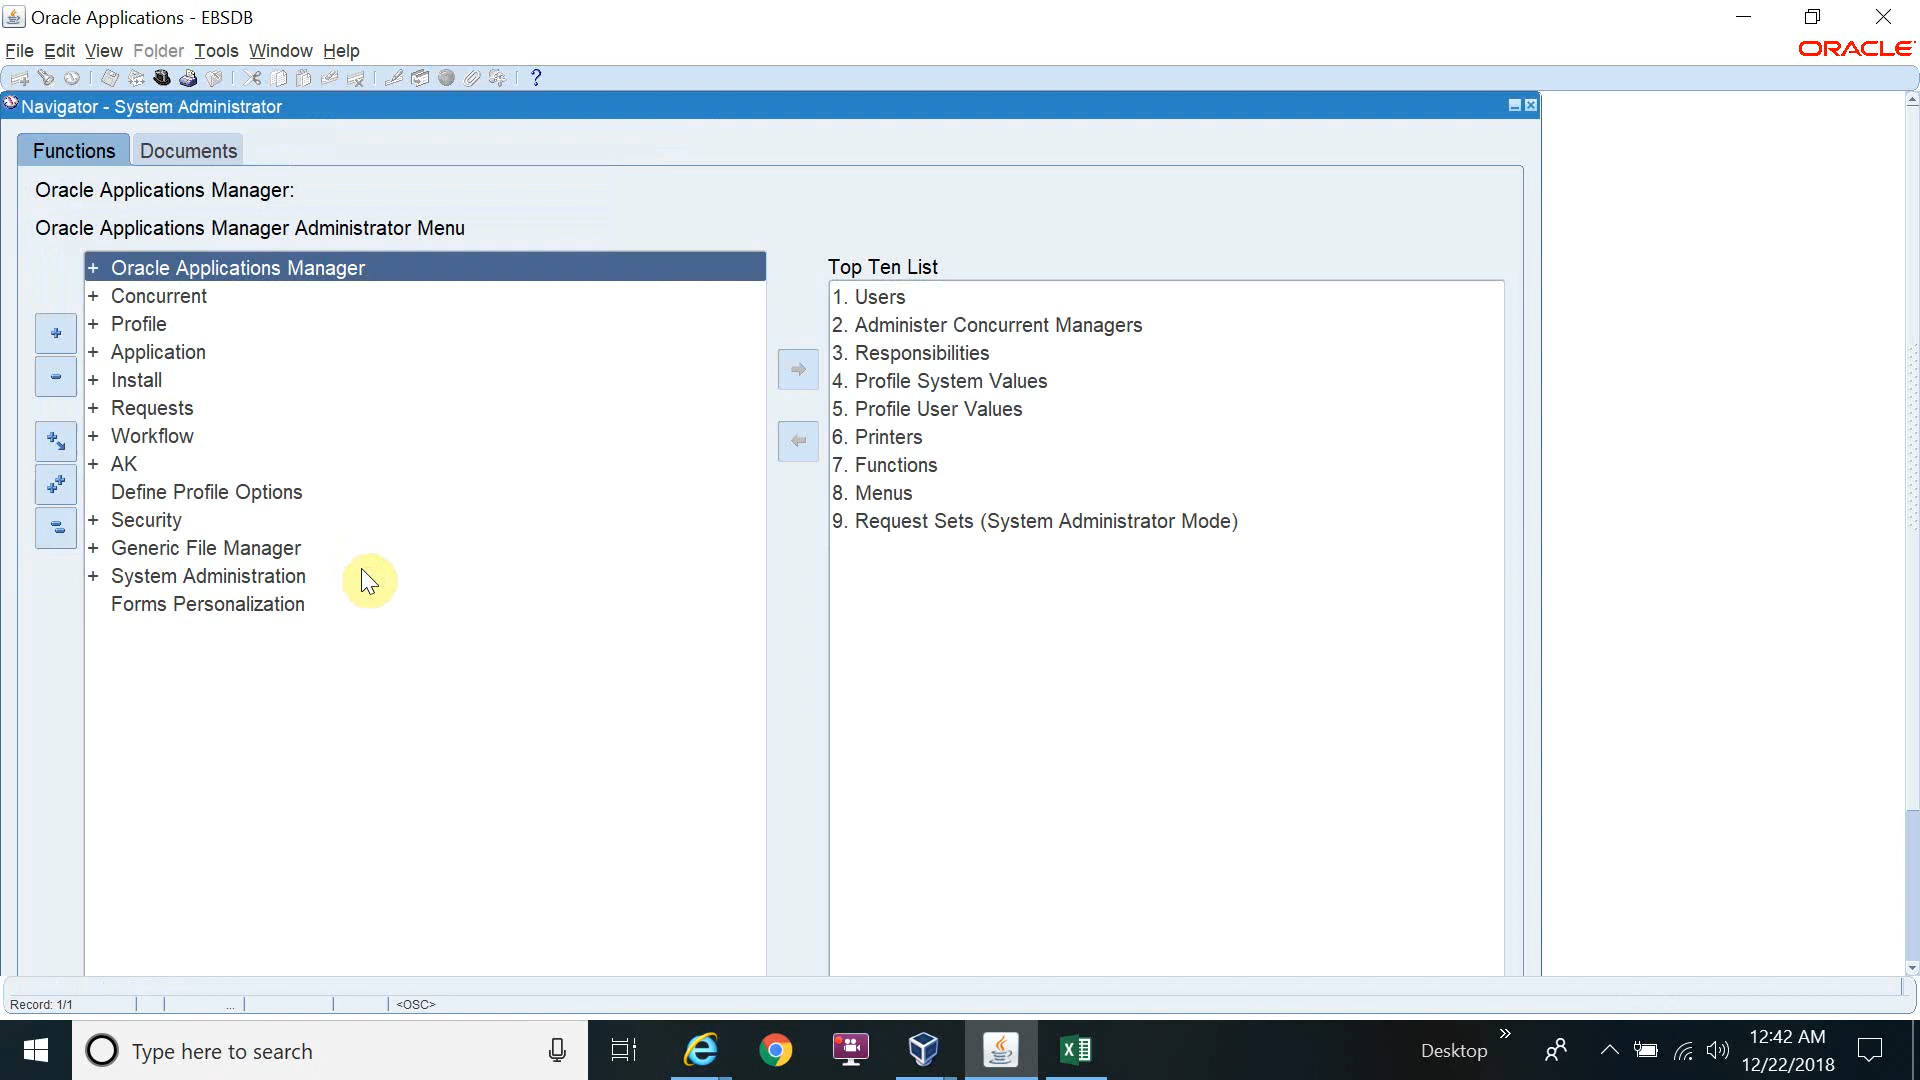 Oracle Applications - EBSDB
File Edit View Folder Tools Window Help
ORACLE
Navigator - System Administrator
Functions Documents
Oracle Applications Manager:
Oracle Applications Manager Administrator Menu
+ Oracle Applications Manager
+ Concurrent
+ Profile
+ Application
+ Install
+ Requests
+ Workflow
+ AK
Define Profile Options
+ Security
+ Generic File Manager
+ System Administration
Forms Personalization
Top Ten List
1. Users
2. Administer Concurrent Managers
3. Responsibilities
4. Profile System Values
5. Profile User Values
6. Printers
7. Functions
8. Menus
9. Request Sets (System Administrator Mode)
Record: 1/1 ... <OSC>
Type here to search
Desktop
12:42 AM
12/22/2018